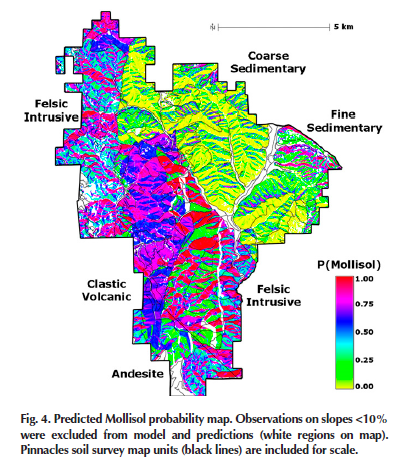 5 km
Coarse
Sedimentary
Felsic
Intrusive
Fine
Sedimentary
P(Mollisol)
1.00
0.75
0.50
0.25
0.00
Clastic
Volcanic
Felsic
Intrusive
Andesite
Fig. 4. Predicted Mollisol probability map. Observations on slopes <10%
were excluded from model and predictions (white regions on map).
Pinnacles soil survey map units (black lines) are included for scale.